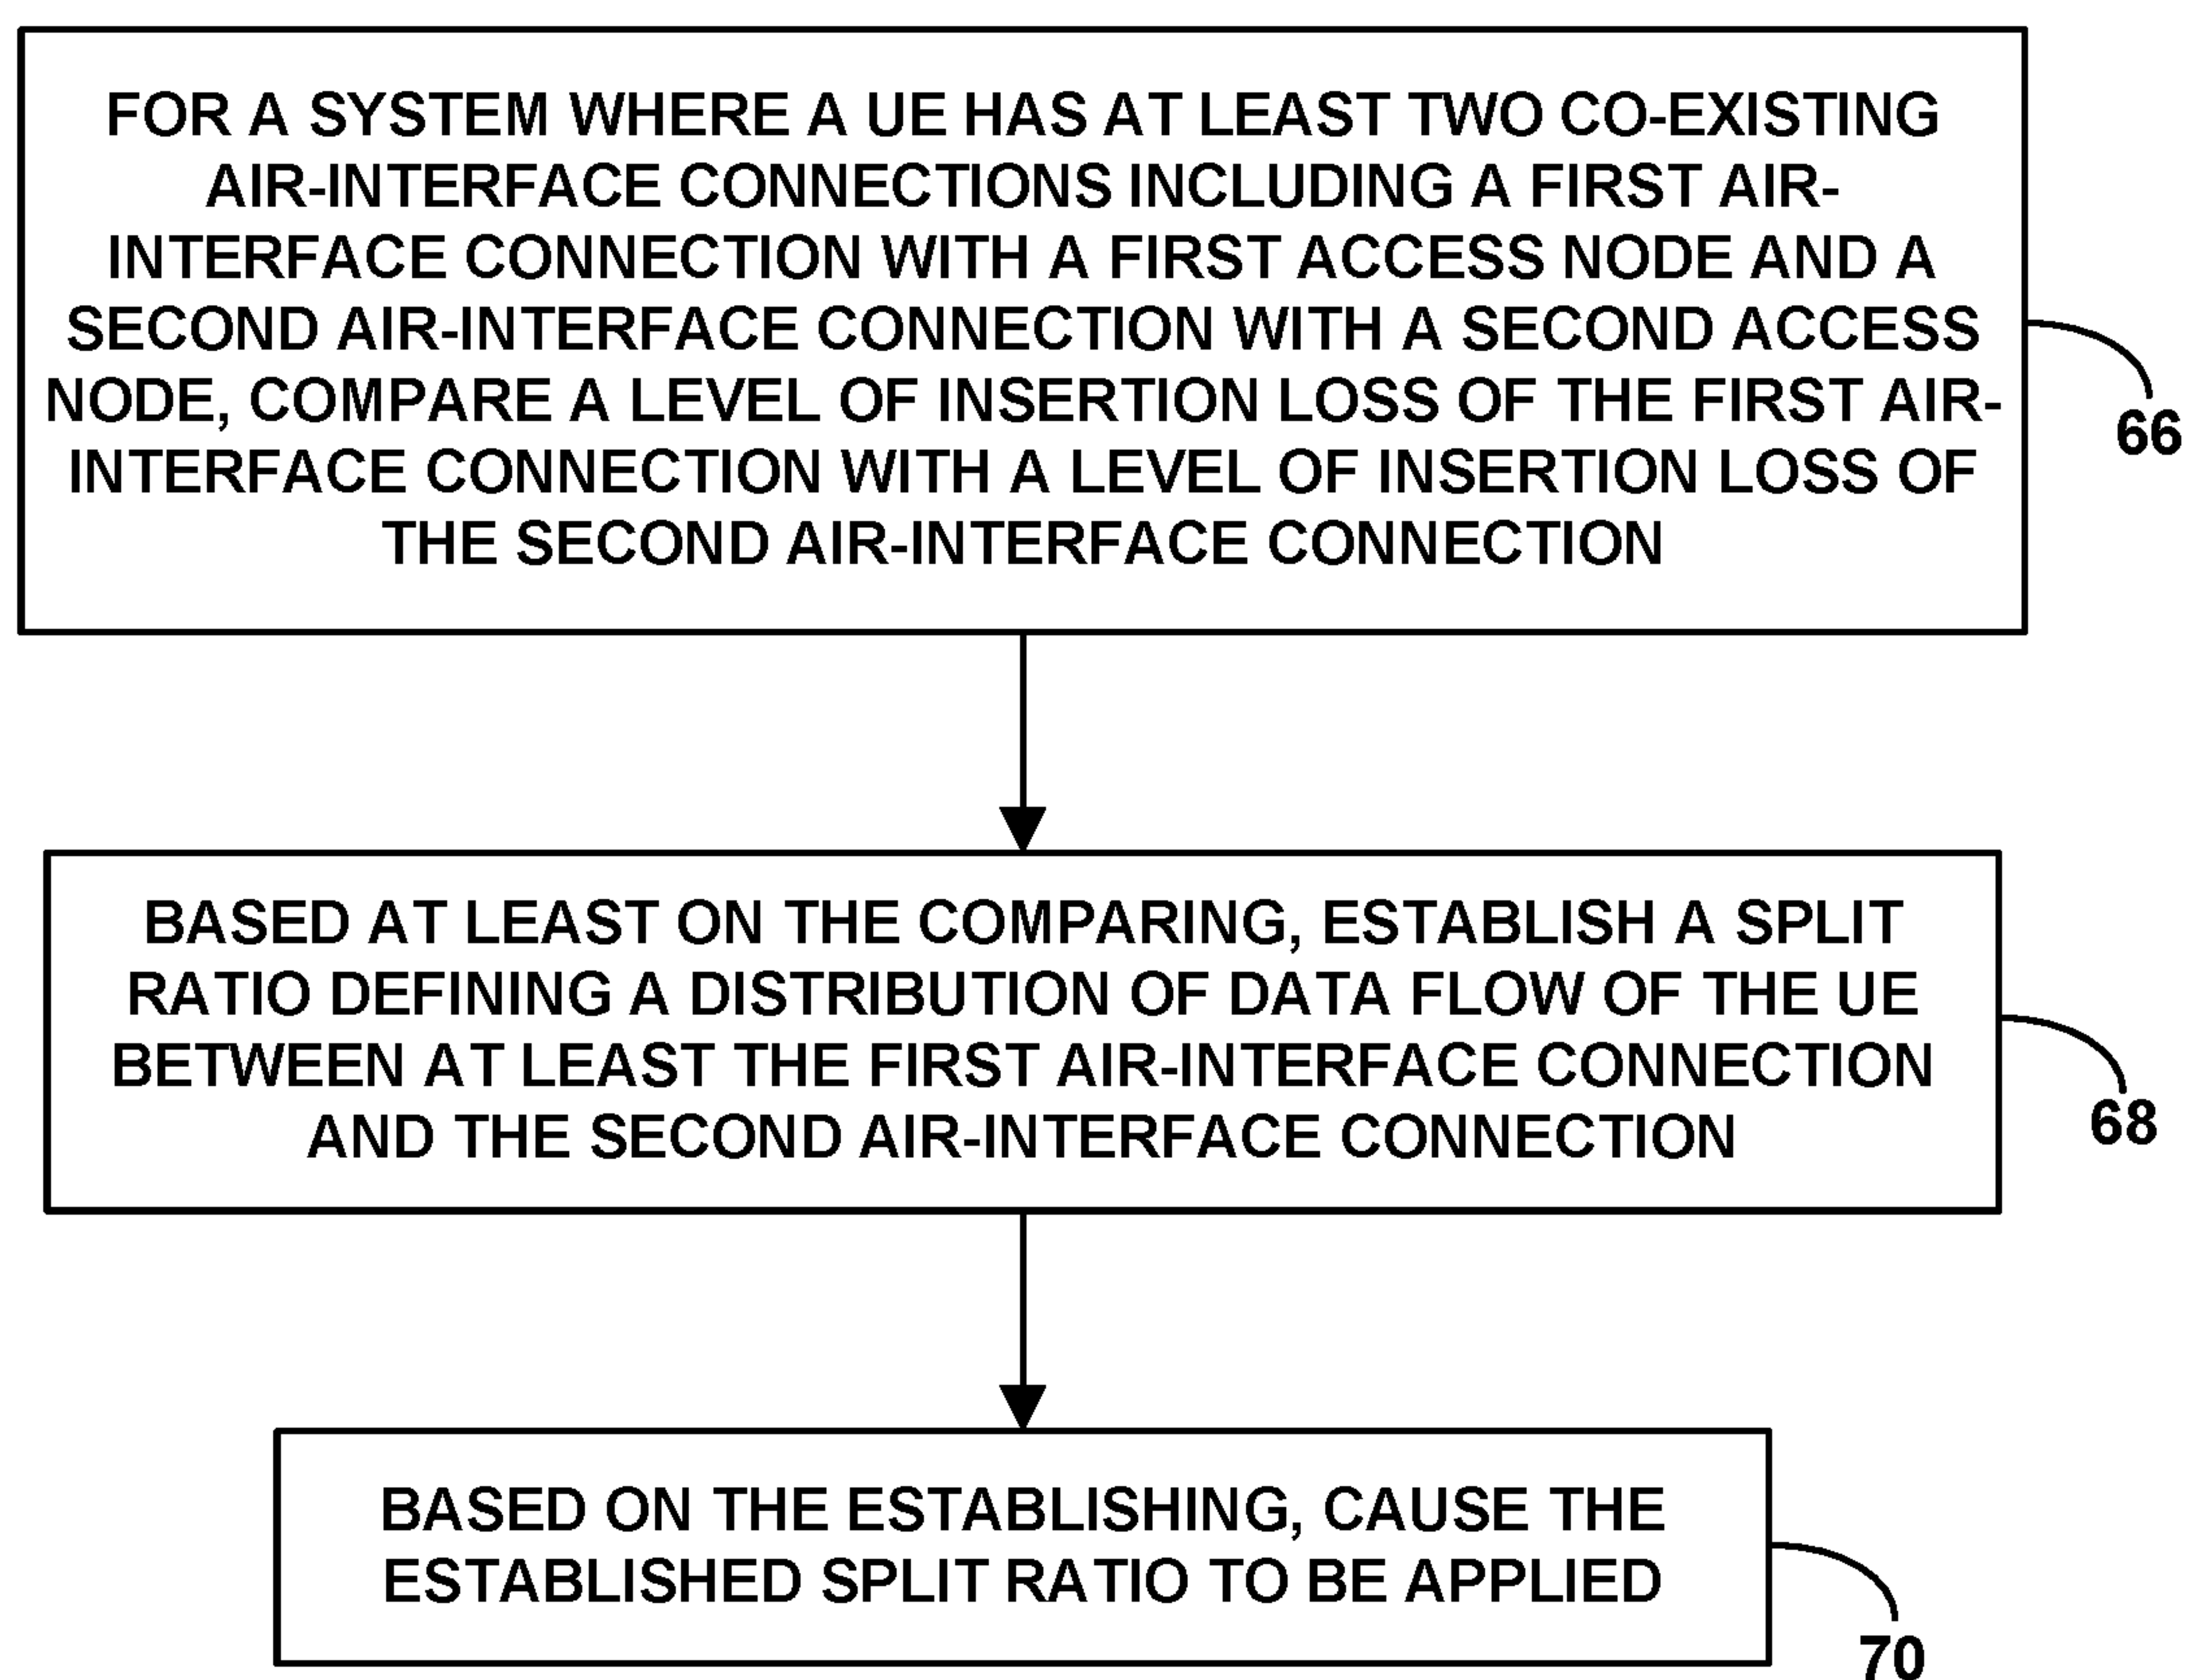 FOR A SYSTEM WHERE A UE HAS AT LEAST TWO CO-EXISTING
AIR-INTERFACE CONNECTIONS INCLUDING A FIRST AIR-
INTERFACE CONNECTION WITH A FIRST ACCESS NODE AND A
SECOND AIR-INTERFACE CONNECTION WITH A SECOND ACCESS
NODE, COMPARE A LEVEL OF INSERTION LOSS OF THE FIRST AIR-
INTERFACE CONNECTION WITH A LEVEL OF INSERTION LOSS OF
THE SECOND AIR-INTERFACE CONNECTION
66
BASED AT LEAST ON THE COMPARING, ESTABLISH A SPLIT
RATIO DEFINING A DISTRIBUTION OF DATA FLOW OF THE UE
BETWEEN AT LEAST THE FIRST AIR-INTERFACE CONNECTION
AND THE SECOND AIR-INTERFACE CONNECTION
68
BASED ON THE ESTABLISHING, CAUSE THE
ESTABLISHED SPLIT RATIO TO BE APPLIED
70